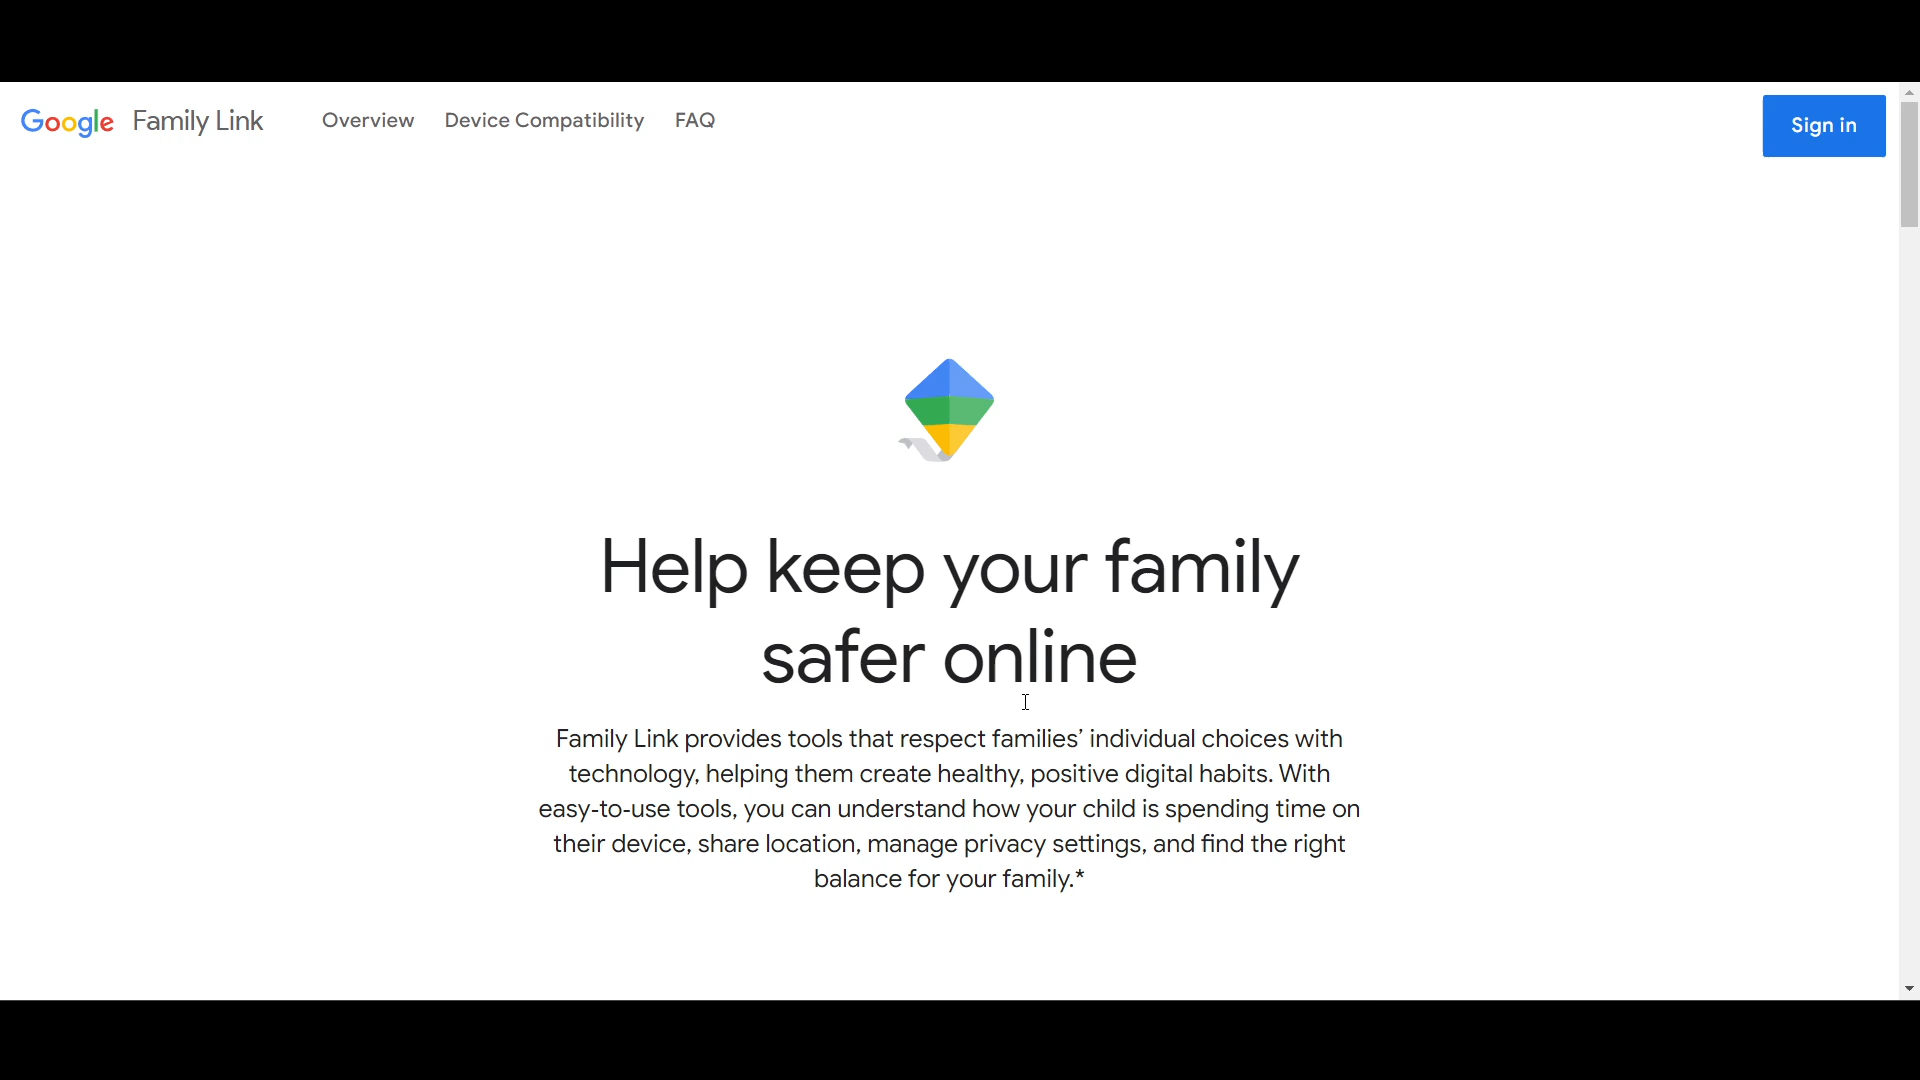 Google Family Link Overview Device Compatibility FAQ Sign in
Help keep your family
safer online
Family Link provides tools that respect families’ individual choices with
technology, helping them create healthy, positive digital habits. With
easy-to-use tools, you can understand how your child is spending time on
their device, share location, manage privacy settings, and find the right
balance for your family.*